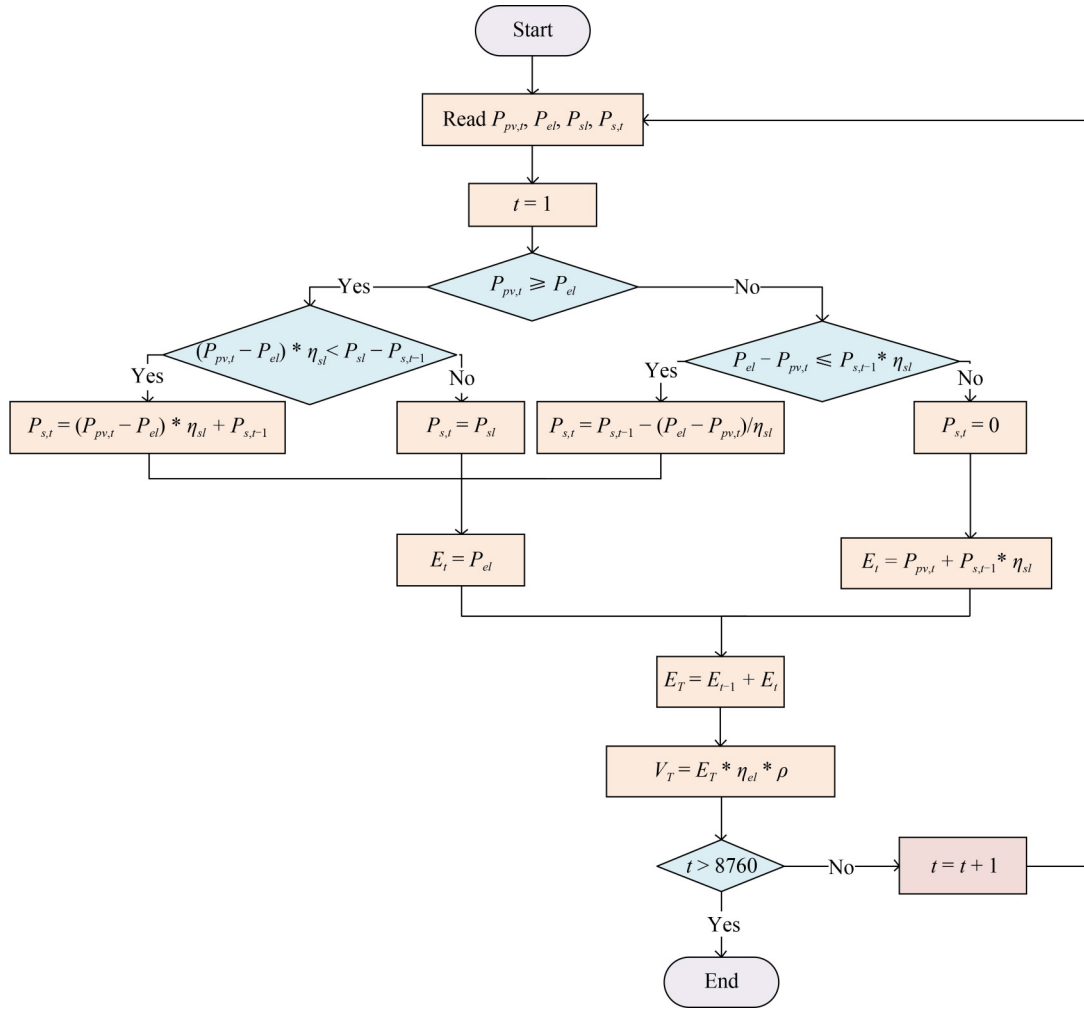 Start
Read P_{pv,t}, P_{el}, P_{sl}, P_{s,t}
t = 1
P_{pv,t} ⩾ P_{el}
Yes
No
(P_{pv,t} − P_{el}) * η_{sl} < P_{sl} − P_{s,t−1}
P_{el} − P_{pv,t} ≤ P_{s,t−1} * η_{sl}
Yes
No
Yes
No
P_{s,t} = (P_{pv,t} − P_{el}) * η_{sl} + P_{s,t−1}
P_{s,t} = P_{sl}
P_{s,t} = P_{s,t−1} − (P_{el} − P_{pv,t})/η_{sl}
P_{s,t} = 0
E_t = P_{el}
E_t = P_{pv,t} + P_{s,t−1} * η_{sl}
E_T = E_{t−1} + E_t
V_T = E_T * η_{el} * ρ
t > 8760
No
t = t + 1
Yes
End